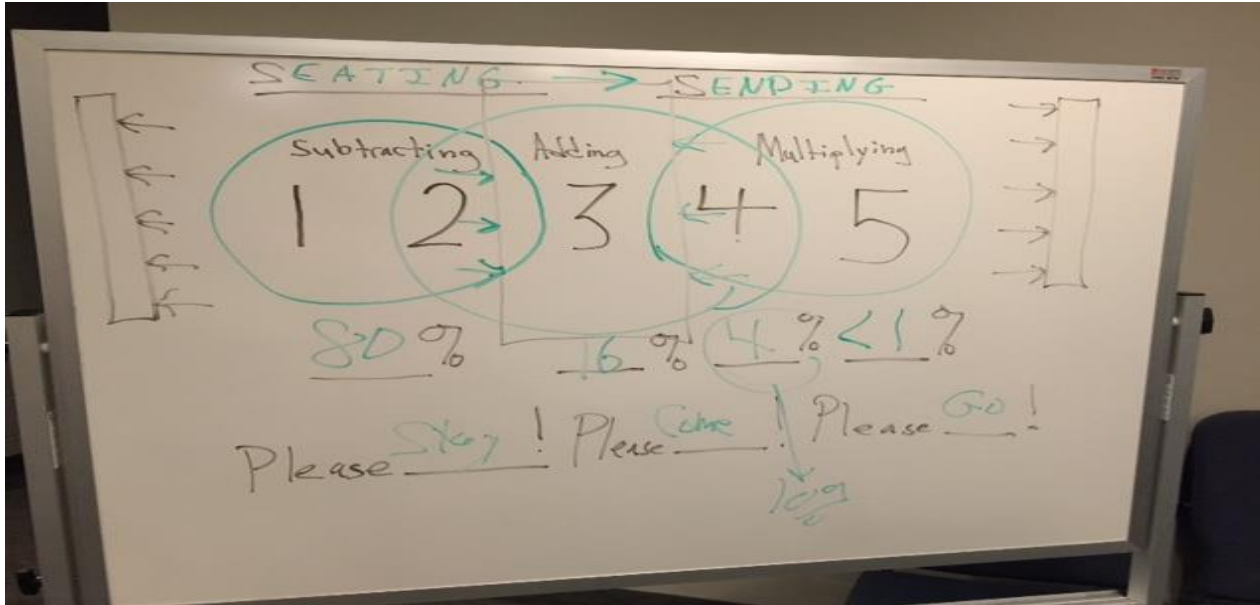 SEATING → SENDING
Subtracting Adding Multiplying
1 2 3 4 5
80% 16% 4% <1%
Please Stay! Please Come! Please Go!